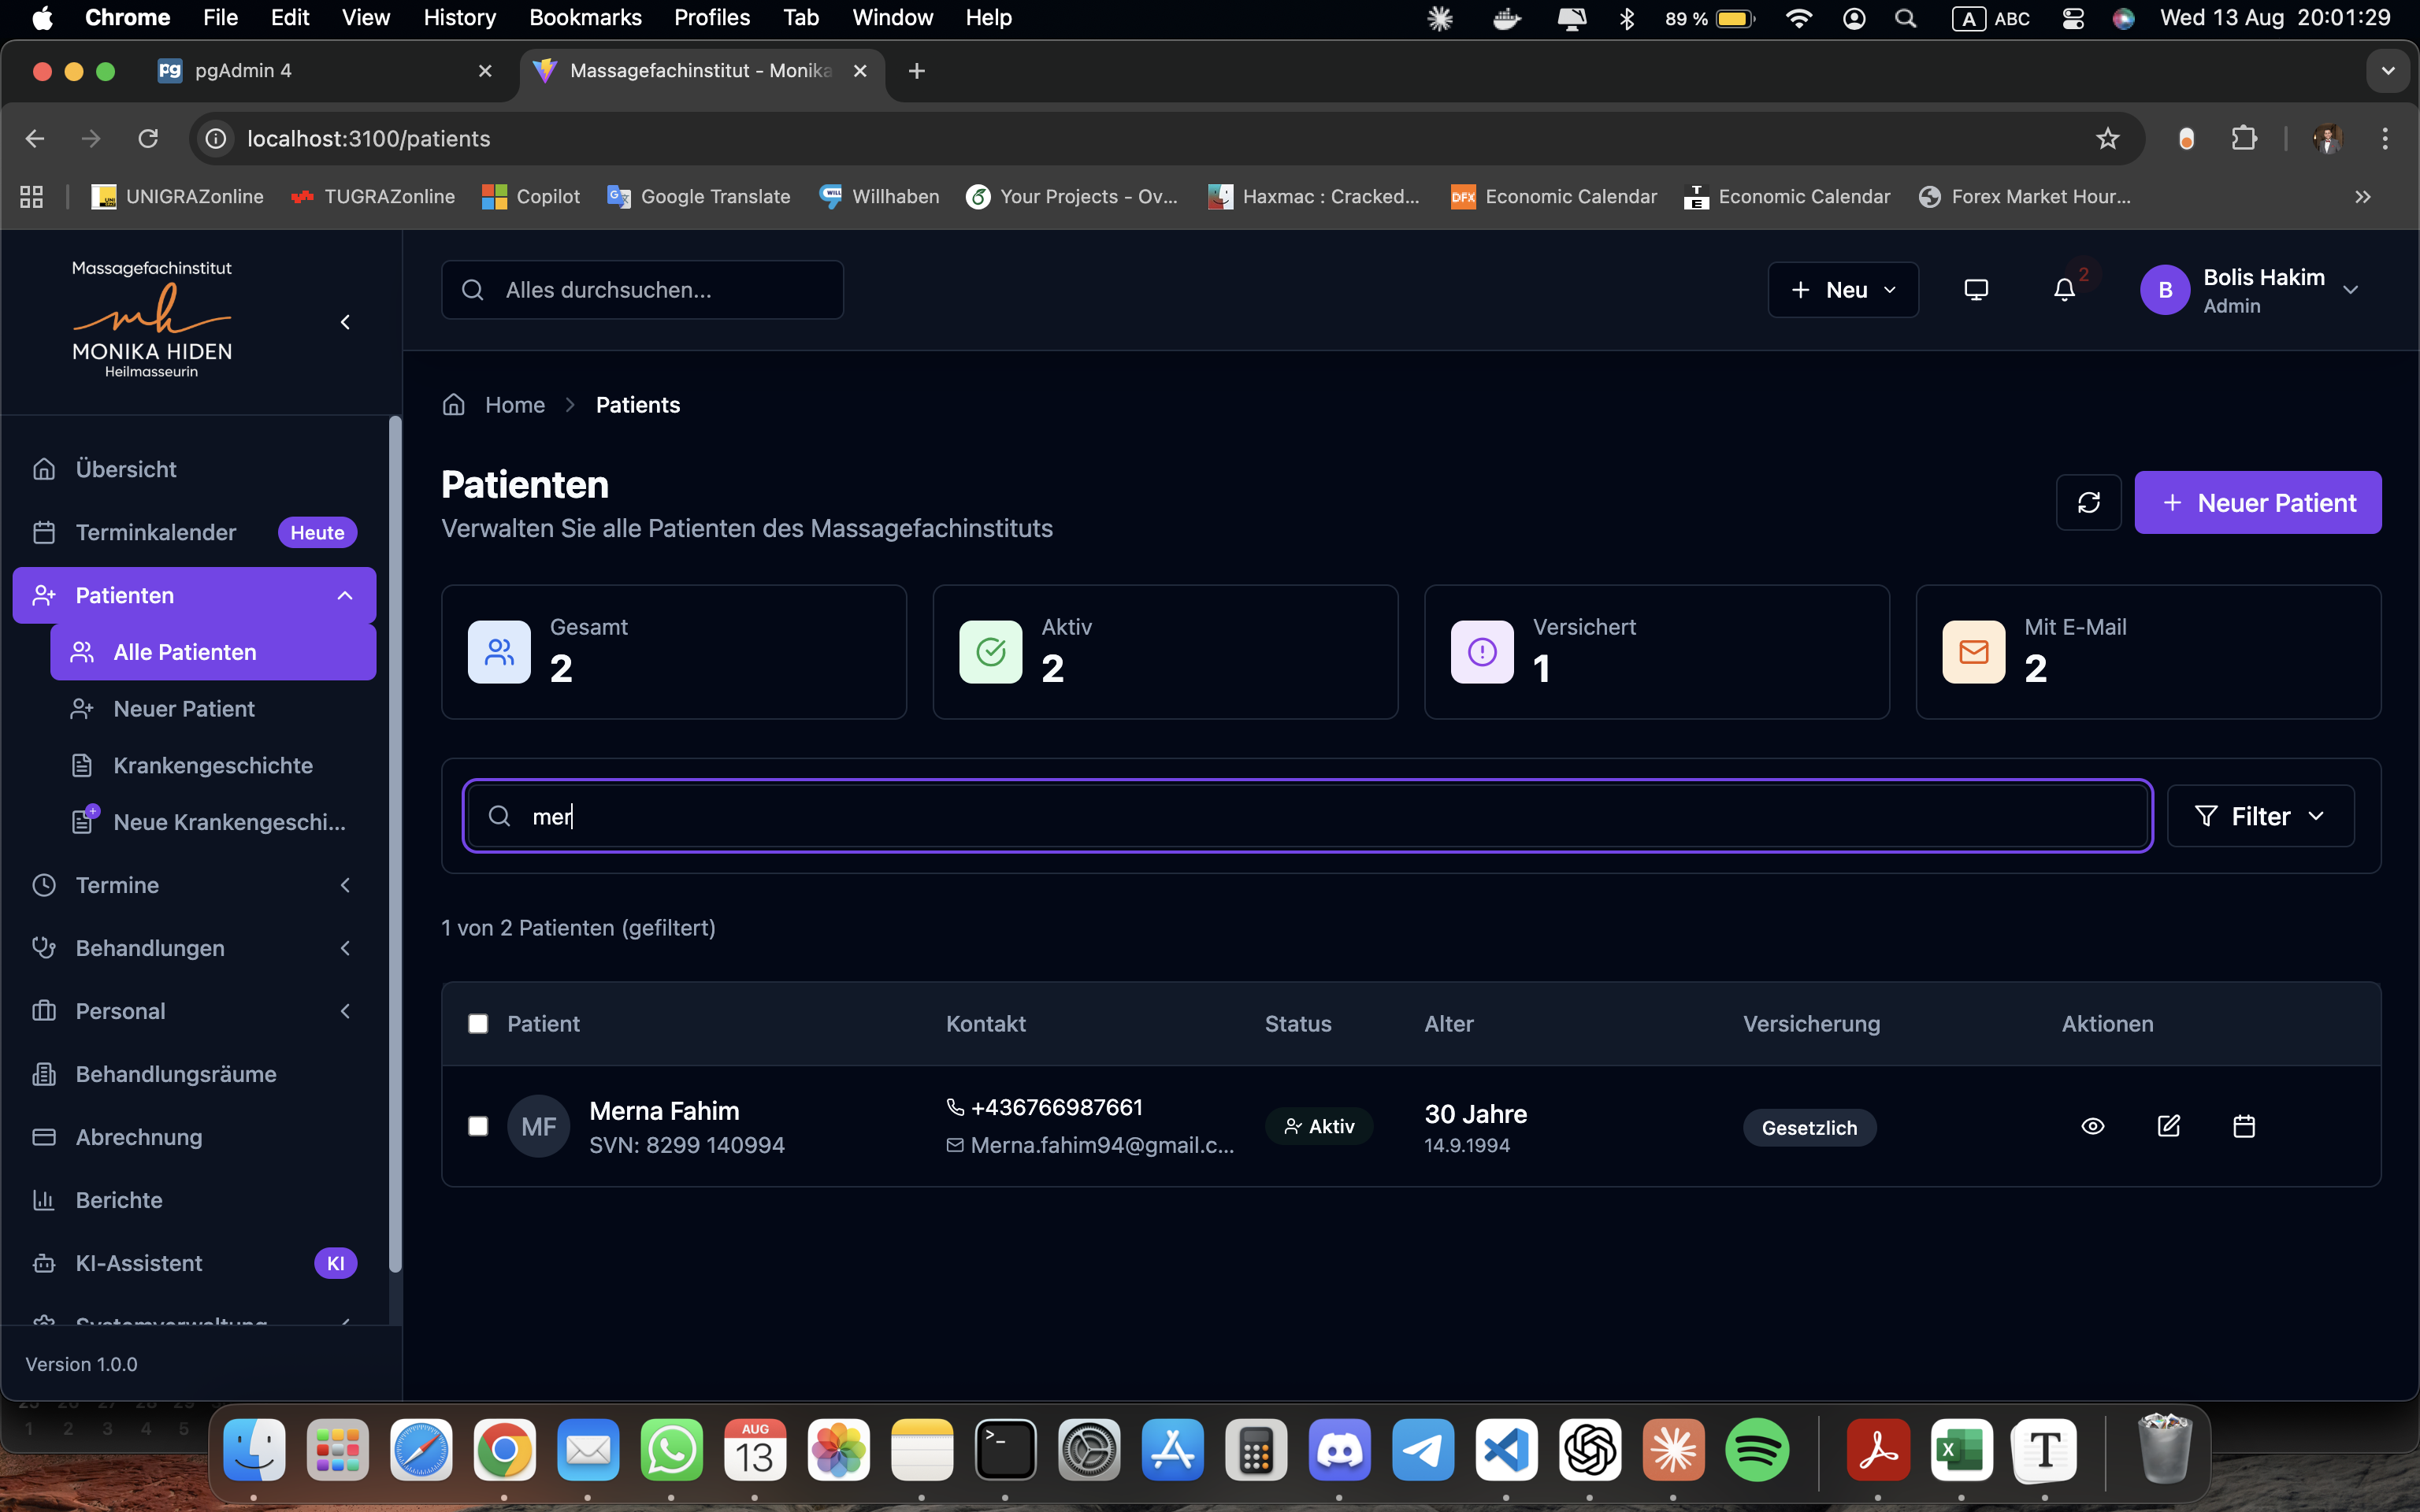 Chrome File Edit View History Bookmarks Profiles Tab Window Help 89 % A ABC Wed 13 Aug 20:01:29
pgAdmin 4
Massagefachinstitut - Monika
localhost:3100/patients
UNIGRAZonline TUGRAZonline Copilot Google Translate Willhaben Your Projects - Ov... Haxmac : Cracked... Economic Calendar Economic Calendar Forex Market Hour...
Massagefachinstitut
mh
MONIKA HIDEN
Heilmasseurin
Alles durchsuchen...
Neu
2
B
Bolis Hakim
Admin
Übersicht
Terminkalender Heute
Patienten
Alle Patienten
Neuer Patient
Krankengeschichte
Neue Krankengeschi...
Termine
Behandlungen
Personal
Behandlungsräume
Abrechnung
Berichte
KI-Assistent KI
Systemverwaltung
Version 1.0.0
Home > Patients
Patienten
Verwalten Sie alle Patienten des Massagefachinstituts
Neuer Patient
Gesamt
2
Aktiv
2
Versichert
1
Mit E-Mail
2
mer
Filter
1 von 2 Patienten (gefiltert)
Patient Kontakt Status Alter Versicherung Aktionen
MF
Merna Fahim
SVN: 8299 140994
+436766987661
Merna.fahim94@gmail.c...
Aktiv
30 Jahre
14.9.1994
Gesetzlich
1 2 3 4 5
AUG
13